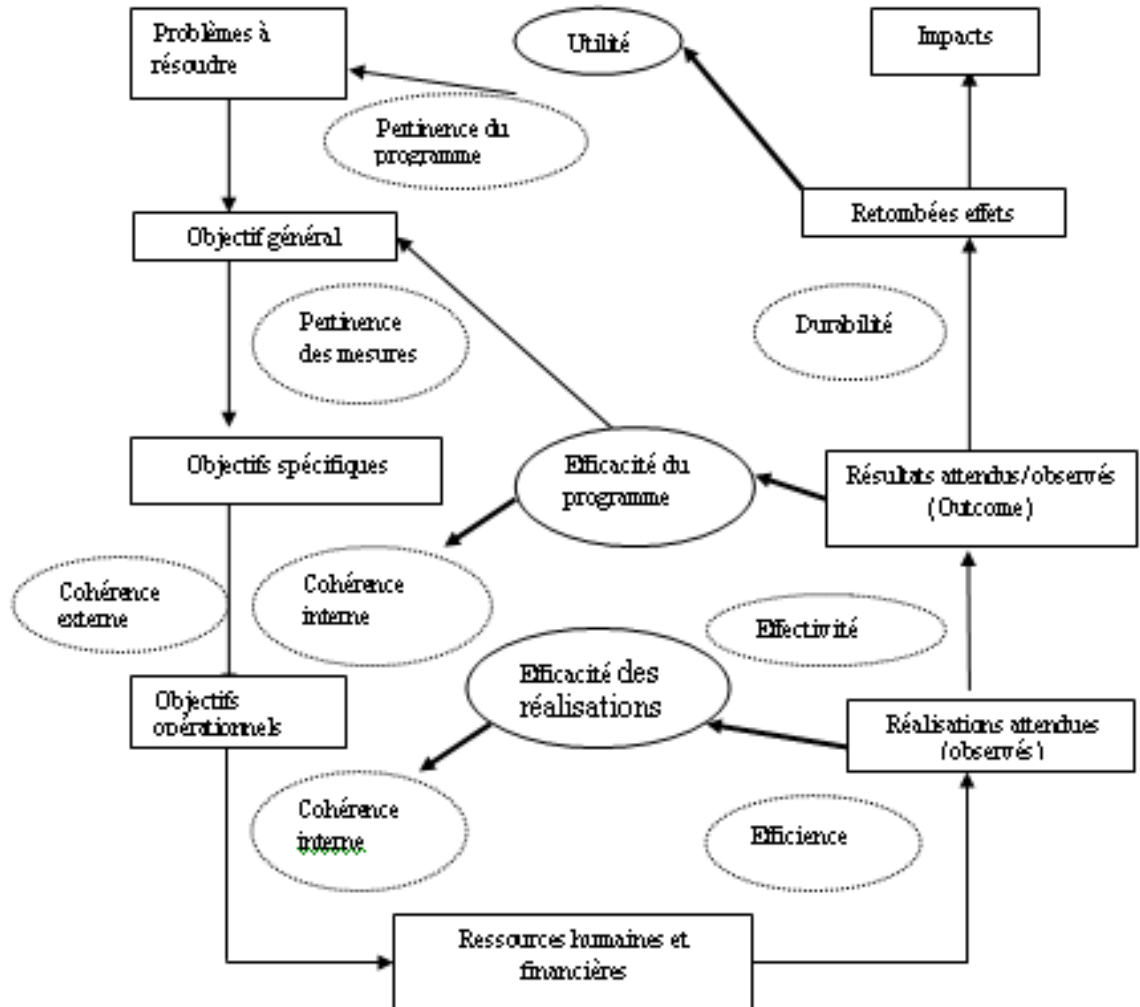 Problèmes à
résoudre
Utilité
Impacts
Pertinence du
programme
Retombées effets
Objectif général
Pertinence
des mesures
Durabilité
Objectifs spécifiques
Efficacité du
programme
Résultats attendus/observés
(Outcome)
Cohérence
externe
Cohérence
interne
Effectivité
Efficacité des
réalisations
Objectifs
opérationnels
Réalisations attendues
(observés)
Cohérence
interne
Efficience
Ressources humaines et
financières